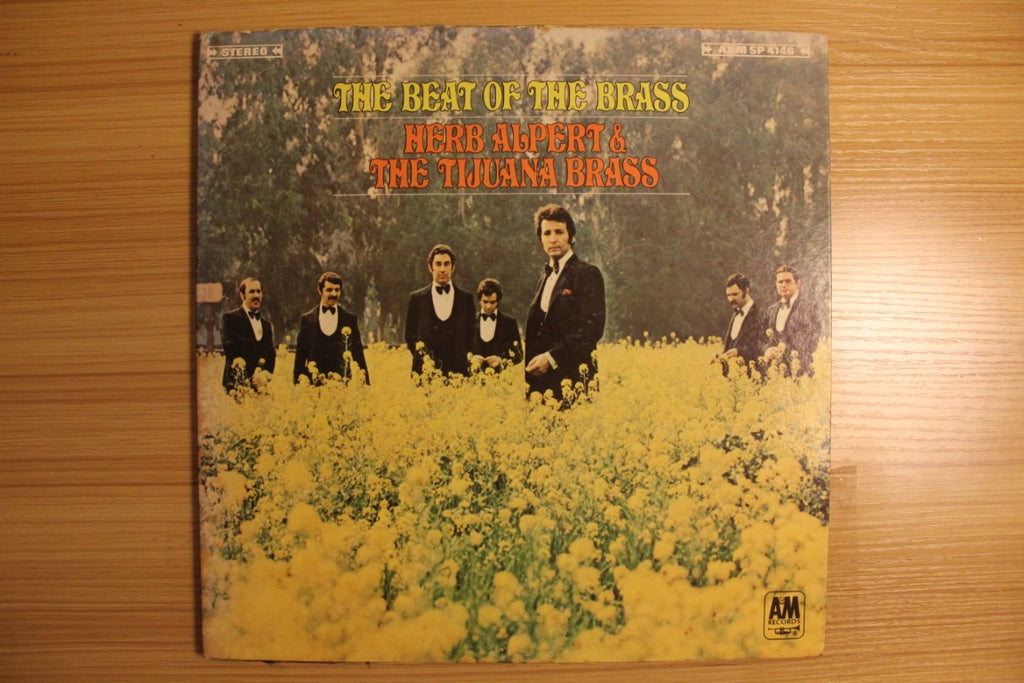 STEREO
A&M SP 4146
THE BEAT OF THE BRASS
HERB ALPERT &
THE TIJUANA BRASS
A&M
RECORDS
®